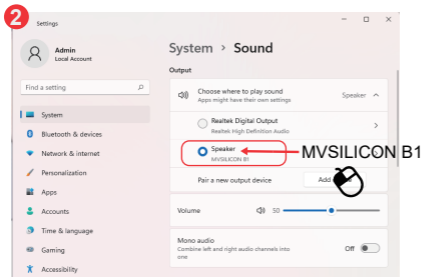 2
Settings
Admin
Local Account
Find a setting
System
Bluetooth & devices
Network & internet
Personalization
Apps
Accounts
Time & language
Gaming
Accessibility
System > Sound
Output
Choose where to play sound
Apps might have their own settings
Speaker
Realtek Digital Output
Realtek High Definition Audio
Speaker
MVSILICON B1
MVSILICON B1
Pair a new output device
Add
Volume
50
Mono audio
Combine left and right audio channels into
one
Off